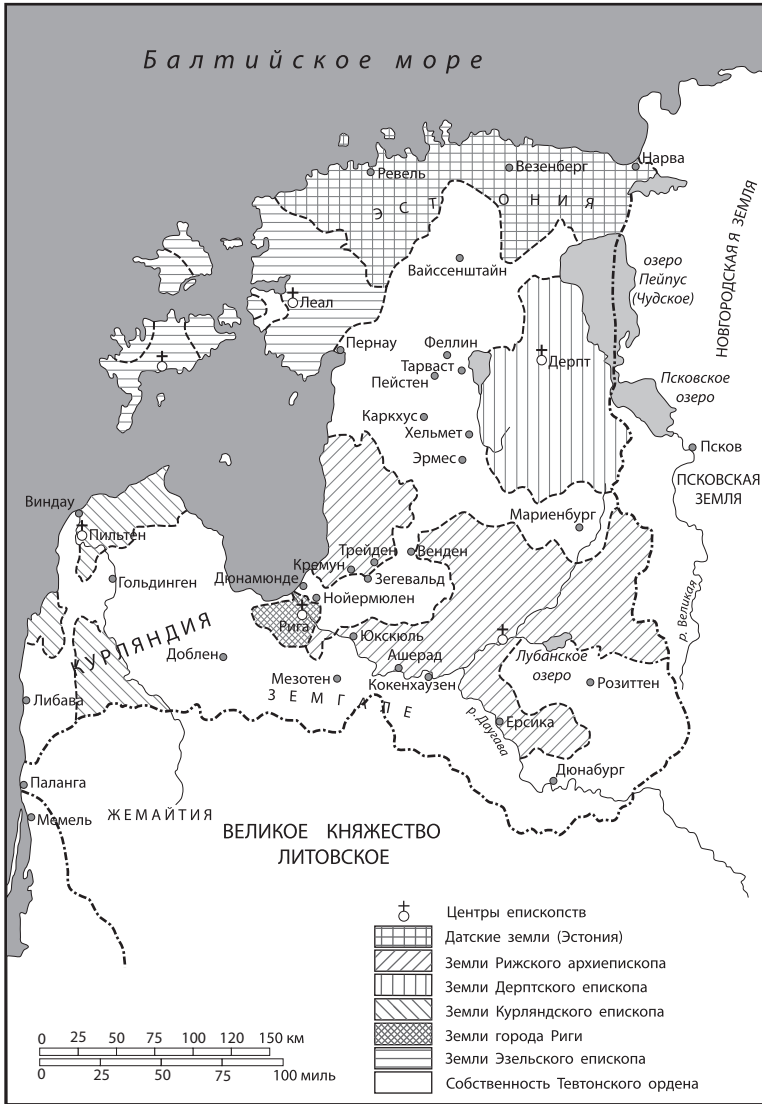 Балтийское море
Нарва
Везенберг
Ревель
ЭСТОНИЯ
НОВГОРОДСКАЯ ЗЕМЛЯ
Вайссенштайн
озеро
Пейпус
(Чудское)
Леал
Пернау
Феллин
Тарваст
Пейстен
Дерпт
Псковское
озеро
Каркхус
Хельмет
Эрмес
Псков
ПСКОВСКАЯ
ЗЕМЛЯ
Виндау
Пильтен
Мариенбург
Гольдинген
Трейден
Венден
Кремун
Дюнамюнде
Зегевальд
Нойермюлен
р. Великая
Рига
Юкскюль
КУРЛЯНДИЯ
Доблен
Ашерад
Лубанское
озеро
Мезотен
Кокенхаузен
Розиттен
ЗЕМГАЛЕ
Либава
р. Даугава
Ерсика
Дюнабург
Паланга
Мемель
ЖЕМАЙТИЯ
ВЕЛИКОЕ КНЯЖЕСТВО
ЛИТОВСКОЕ
Центры епископств
Датские земли (Эстония)
Земли Рижского архиепископа
Земли Дерптского епископа
Земли Курляндского епископа
Земли города Риги
Земли Эзельского епископа
Собственность Тевтонского ордена
0 25 50 75 100 120 150 км
0 25 50 75 100 миль